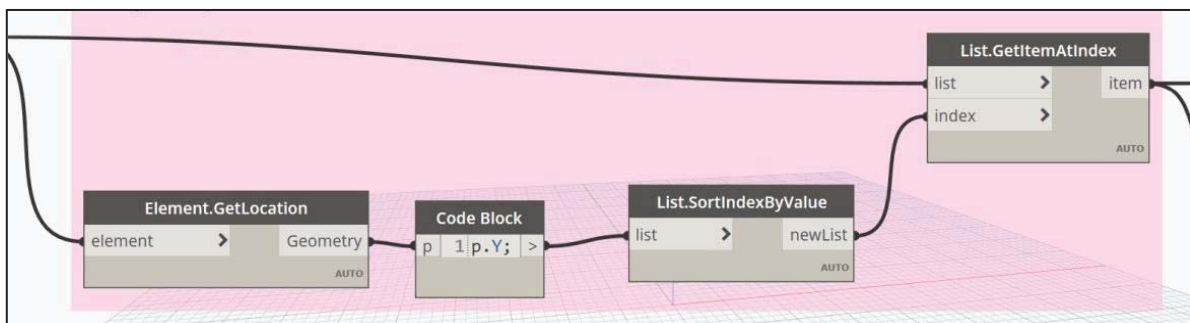 List.GetItemAtIndex
list > item
index >
AUTO
Element.GetLocation
element > Geometry
AUTO
Code Block
p 1 p.Y; >
List.SortIndexByValue
list > newList
AUTO